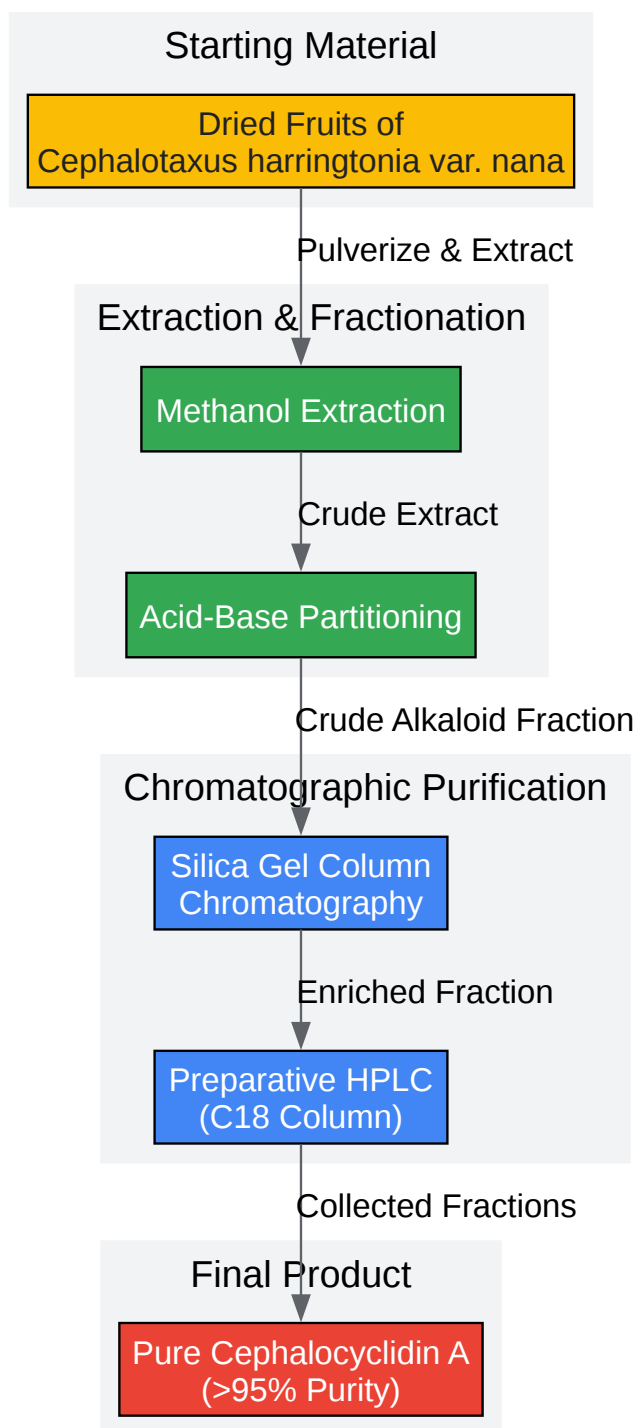 Starting Material
Dried Fruits of
Cephalotaxus harringtonia var. nana
Pulverize & Extract
Extraction & Fractionation
Methanol Extraction
Crude Extract
Acid-Base Partitioning
Crude Alkaloid Fraction
Chromatographic Purification
Silica Gel Column
Chromatography
Enriched Fraction
Preparative HPLC
(C18 Column)
Collected Fractions
Final Product
Pure Cephalocyclidin A
(>95% Purity)